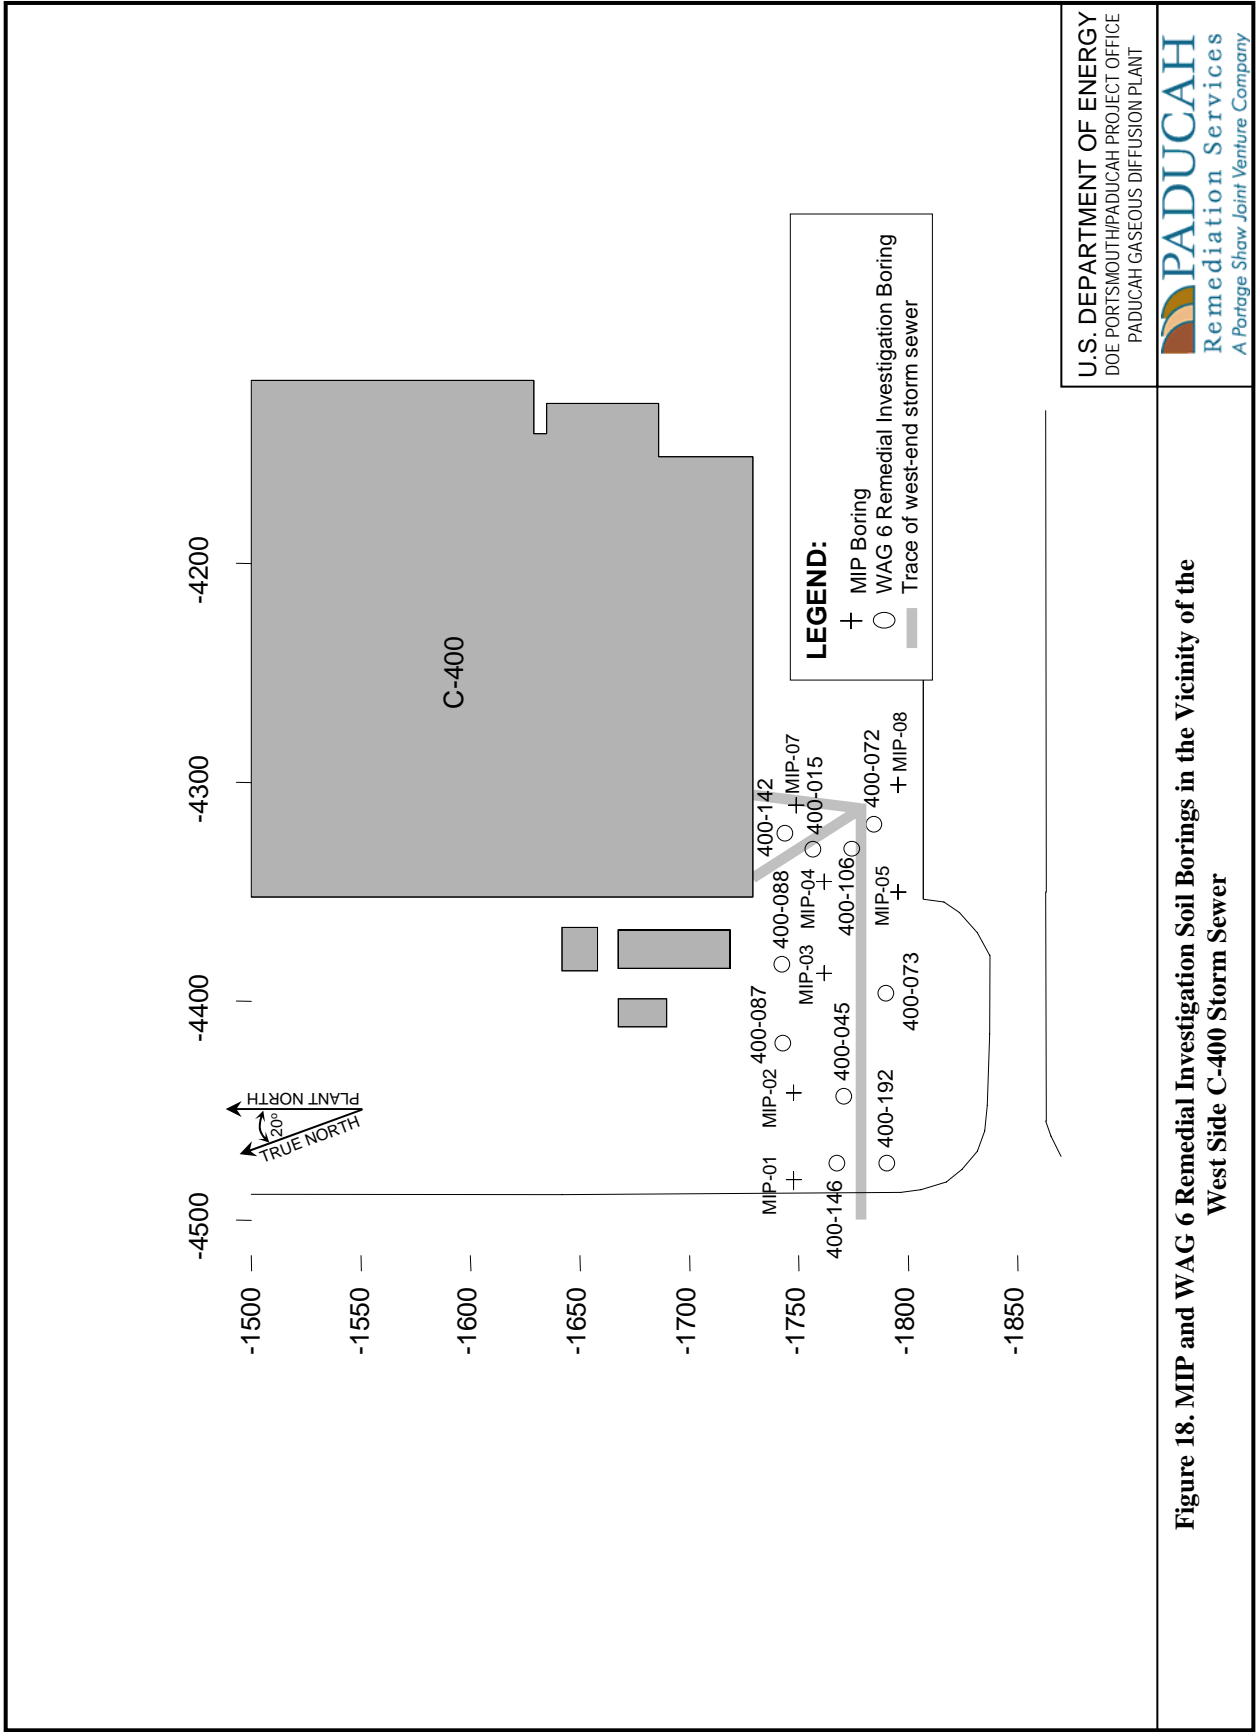 -4500
-4400
-4300
-4200
-1500
-1550
-1600
-1650
-1700
-1750
-1800
-1850
TRUE NORTH
20º
PLANT NORTH
C-400
MIP-01
MIP-02
400-087
MIP-03
400-088
MIP-04
400-142
MIP-07
400-015
400-146
400-045
400-106
400-072
400-192
400-073
MIP-05
MIP-08
LEGEND:
MIP Boring
WAG 6 Remedial Investigation Boring
Trace of west-end storm sewer
U.S. DEPARTMENT OF ENERGY
DOE PORTSMOUTH/PADUCAH PROJECT OFFICE
PADUCAH GASEOUS DIFFUSION PLANT
PADUCAH
Remediation Services
A Portage Shaw Joint Venture Company
Figure 18. MIP and WAG 6 Remedial Investigation Soil Borings in the Vicinity of the
West Side C-400 Storm Sewer